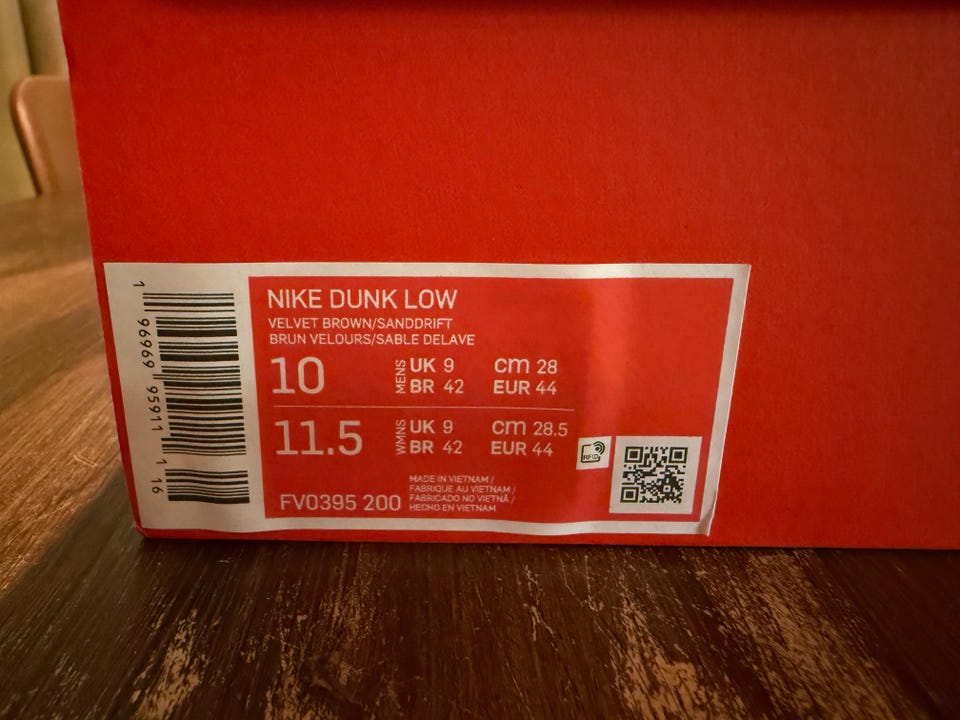 1 96969 95911 1 16
NIKE DUNK LOW
VELVET BROWN/SANDDRIFT
BRUN VELOURS/SABLE DELAVE
10
MENS
UK 9
cm 28
BR 42
EUR 44
11.5
WMNS
UK 9
cm 28.5
BR 42
EUR 44
RFID
FV0395 200
MADE IN VIETNAM /
FABRIQUE AU VIETNAM /
FABRICADO NO VIETNÃ /
HECHO EN VIETNAM